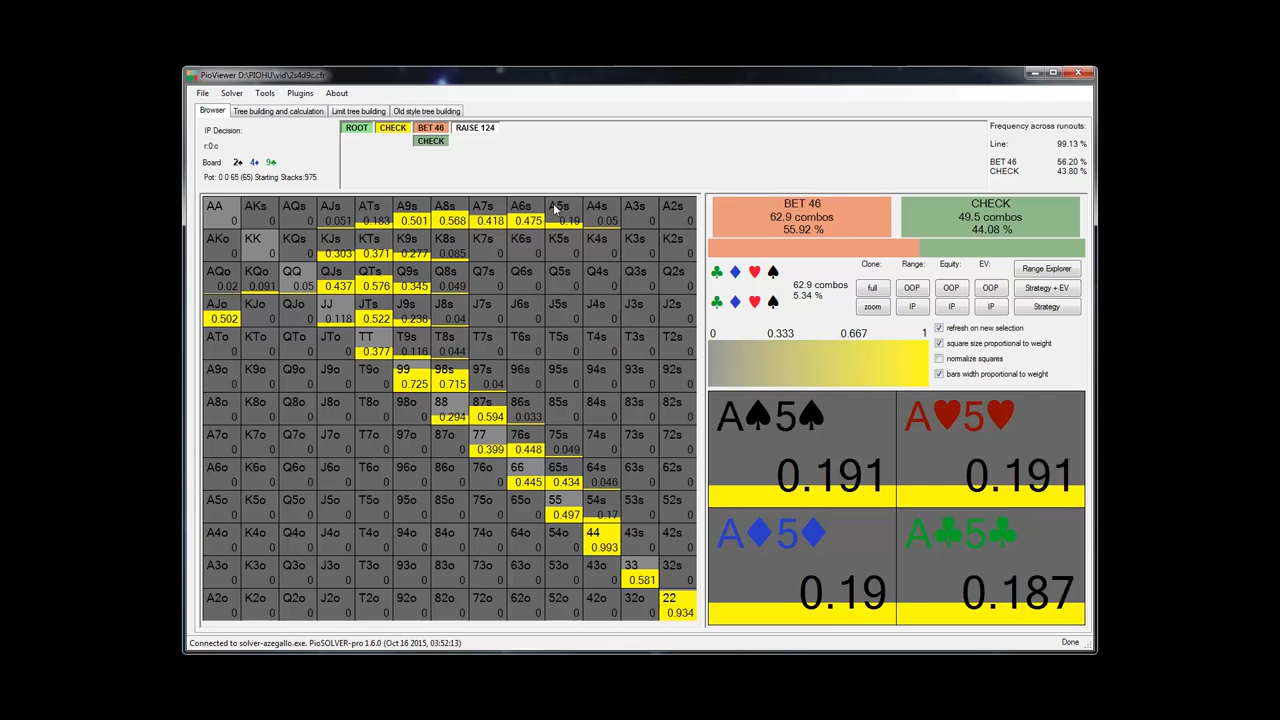 PioViewer D:\PIOHU\vid\2s4d9c.cfr
File Solver Tools Plugins About
Browser Tree building and calculation Limit tree building Old style tree building
IP Decision:
r:0:c
Board 2♠ 4♦ 9♣
Pot: 0 0 65 (65) Starting Stacks:975
ROOT CHECK BET 46 RAISE 124
CHECK
Frequency across runouts:
Line: 99.13 %
BET 46 56.20 %
CHECK 43.80 %
AA AKs AQs AJs ATs A9s A8s A7s A6s A5s A4s A3s A2s
0 0 0 0.051 0.183 0.501 0.568 0.418 0.475 0.19 0.05 0 0
AKo KK KQs KJs KTs K9s K8s K7s K6s K5s K4s K3s K2s
0 0 0 0.303 0.371 0.277 0.085 0 0 0 0 0 0
AQo KQo QQ QJs QTs Q9s Q8s Q7s Q6s Q5s Q4s Q3s Q2s
0.02 0.091 0.05 0.437 0.576 0.345 0.049 0 0 0 0 0 0
AJo KJo QJo JJ JTs J9s J8s J7s J6s J5s J4s J3s J2s
0.502 0 0 0.118 0.522 0.238 0.04 0 0 0 0 0 0
ATo KTo QTo JTo TT T9s T8s T7s T6s T5s T4s T3s T2s
0 0 0 0 0.377 0.116 0.044 0 0 0 0 0 0
A9o K9o Q9o J9o T9o 99 98s 97s 96s 95s 94s 93s 92s
0 0 0 0 0 0.725 0.715 0.04 0 0 0 0 0
A8o K8o Q8o J8o T8o 98o 88 87s 86s 85s 84s 83s 82s
0 0 0 0 0 0 0.294 0.594 0.033 0 0 0 0
A7o K7o Q7o J7o T7o 97o 87o 77 76s 75s 74s 73s 72s
0 0 0 0 0 0 0 0.399 0.448 0.049 0 0 0
A6o K6o Q6o J6o T6o 96o 86o 76o 66 65s 64s 63s 62s
0 0 0 0 0 0 0 0 0.445 0.434 0.046 0 0
A5o K5o Q5o J5o T5o 95o 85o 75o 65o 55 54s 53s 52s
0 0 0 0 0 0 0 0 0 0.497 0.17 0 0
A4o K4o Q4o J4o T4o 94o 84o 74o 64o 54o 44 43s 42s
0 0 0 0 0 0 0 0 0 0 0.993 0 0
A3o K3o Q3o J3o T3o 93o 83o 73o 63o 53o 43o 33 32s
0 0 0 0 0 0 0 0 0 0 0 0.581 0
A2o K2o Q2o J2o T2o 92o 82o 72o 62o 52o 42o 32o 22
0 0 0 0 0 0 0 0 0 0 0 0 0.934
BET 46 CHECK
62.9 combos 49.5 combos
55.92 % 44.08 %
Clone: Range: Equity: EV:
♣ ♦ ♥ ♠
♣ ♦ ♥ ♠
62.9 combos
5.34 %
full OOP OOP OOP
zoom IP IP IP
Range Explorer
Strategy + EV
Strategy
0 0.333 0.667 1
refresh on new selection
square size proportional to weight
normalize squares
bars width proportional to weight
A♠5♠ A♥5♥
0.191 0.191
A♦5♦ A♣5♣
0.19 0.187
Connected to solver-azegallo.exe. PioSOLVER-pro 1.6.0 (Oct 16 2015, 03:52:13) Done